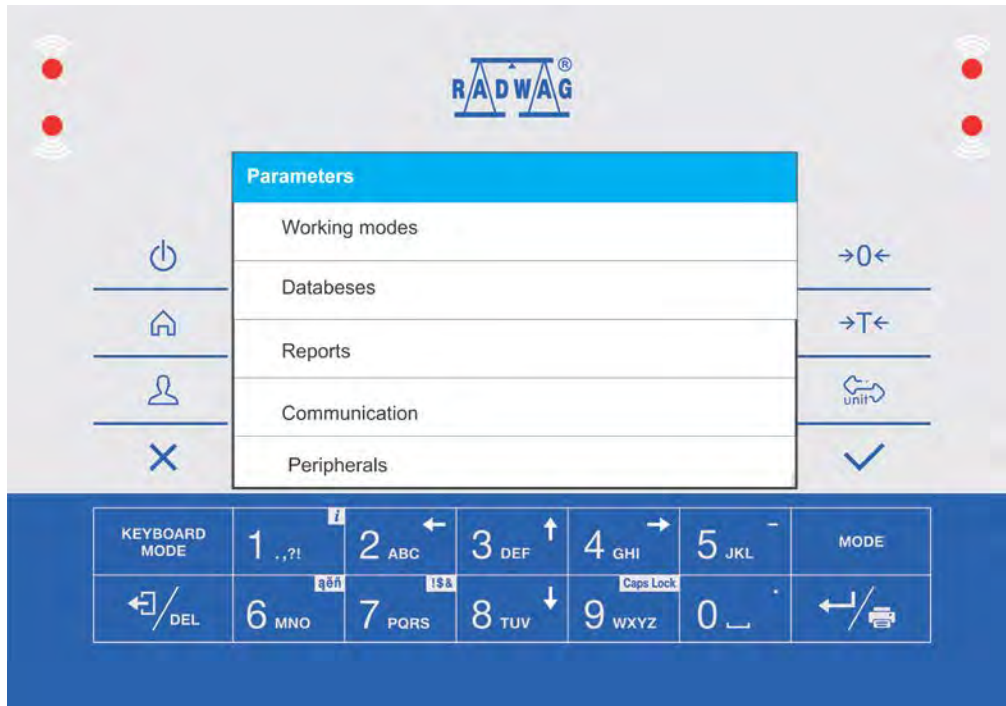 RADWAG®
Parameters
Working modes
Databeses
Reports
Communication
Peripherals
→0←
→T←
unit
KEYBOARD MODE
1 .,?! i
2 ABC ←
3 DEF ↑
4 GHI →
5 JKL -
MODE
/DEL
6 MNO ąëñ
7 PQRS !$&
8 TUV ↓
9 WXYZ Caps Lock
0 .